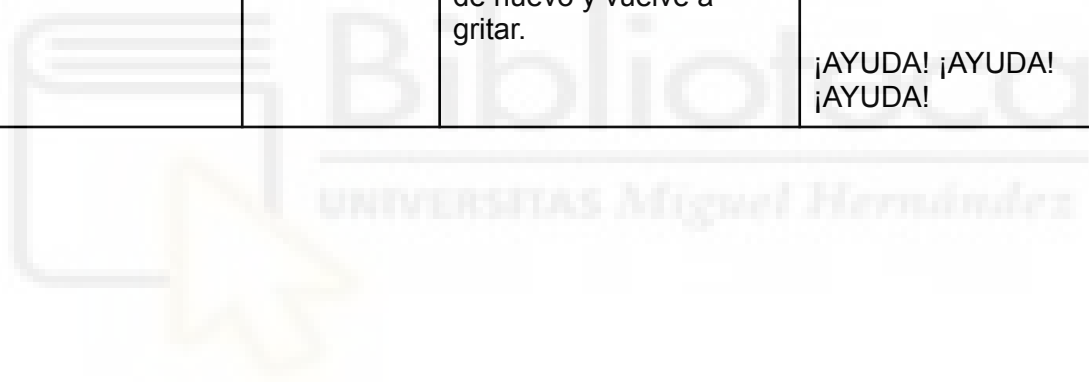 de nuevo y vuelve a
gritar.
¡AYUDA! ¡AYUDA!
¡AYUDA!
Biblioteca
UNIVERSITAS Miguel Hernández